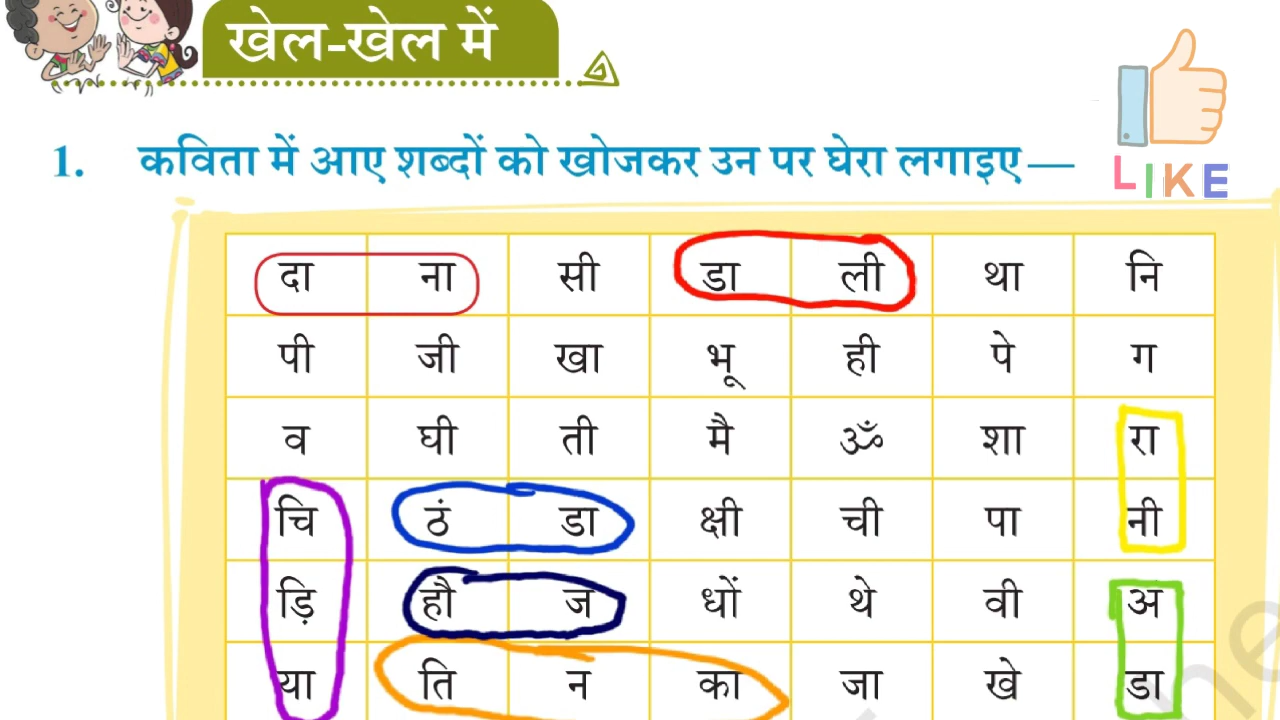 खेल-खेल में
1. कविता में आए शब्दों को खोजकर उन पर घेरा लगाइए—
LIKE
दा ना सी डा ली था नि
पी जी खा भू ही पे ग
व घी ती मै ॐ शा रा
चि ठं डा क्षी ची पा नी
ड़ि हौ ज धों थे वी अ
या ति न का जा खे डा